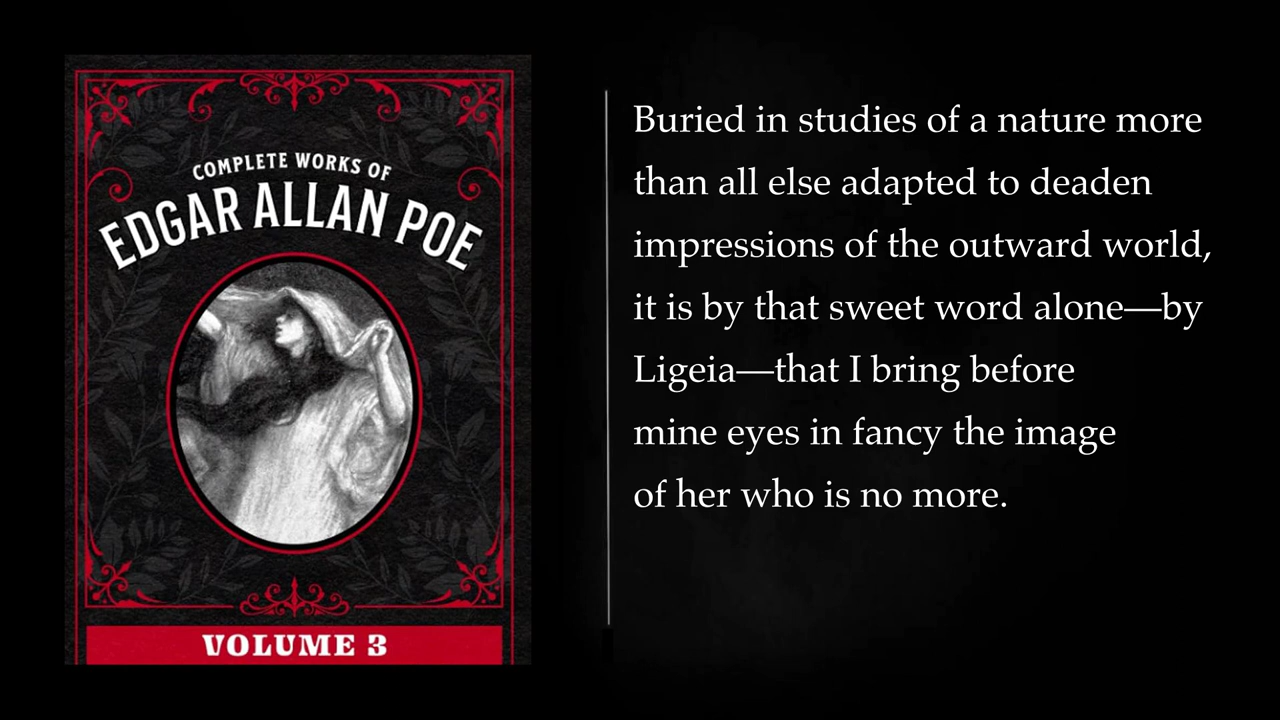 COMPLETE WORKS OF
EDGAR ALLAN POE
VOLUME 3
Buried in studies of a nature more
than all else adapted to deaden
impressions of the outward world,
it is by that sweet word alone—by
Ligeia—that I bring before
mine eyes in fancy the image
of her who is no more.